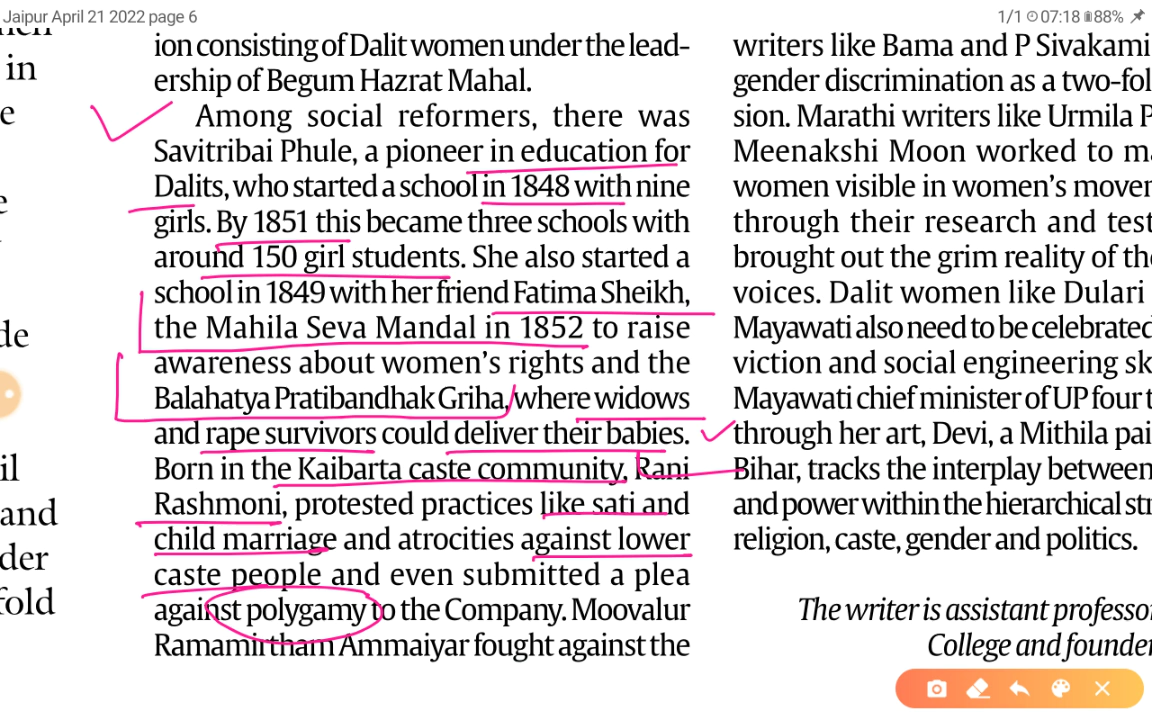 Jaipur April 21 2022 page 6
1/1 07:18 88%
in
e
e
de
il
and
der
fold
ion consisting of Dalit women under the lead-
ership of Begum Hazrat Mahal.
Among social reformers, there was
Savitribai Phule, a pioneer in education for
Dalits, who started a school in 1848 with nine
girls. By 1851 this became three schools with
around 150 girl students. She also started a
school in 1849 with her friend Fatima Sheikh,
the Mahila Seva Mandal in 1852 to raise
awareness about women's rights and the
Balahatya Pratibandhak Griha, where widows
and rape survivors could deliver their babies.
Born in the Kaibarta caste community, Rani
Rashmoni, protested practices like sati and
child marriage and atrocities against lower
caste people and even submitted a plea
against polygamy to the Company. Moovalur
Ramamirtham Ammaiyar fought against the
writers like Bama and P Sivakami
gender discrimination as a two-fol
sion. Marathi writers like Urmila P
Meenakshi Moon worked to m
women visible in women's mover
through their research and test
brought out the grim reality of th
voices. Dalit women like Dulari
Mayawati also need to be celebrated
viction and social engineering sk
Mayawati chief minister of UP four t
through her art, Devi, a Mithila pai
Bihar, tracks the interplay between
and power within the hierarchical str
religion, caste, gender and politics.
The writer is assistant professor
College and founder